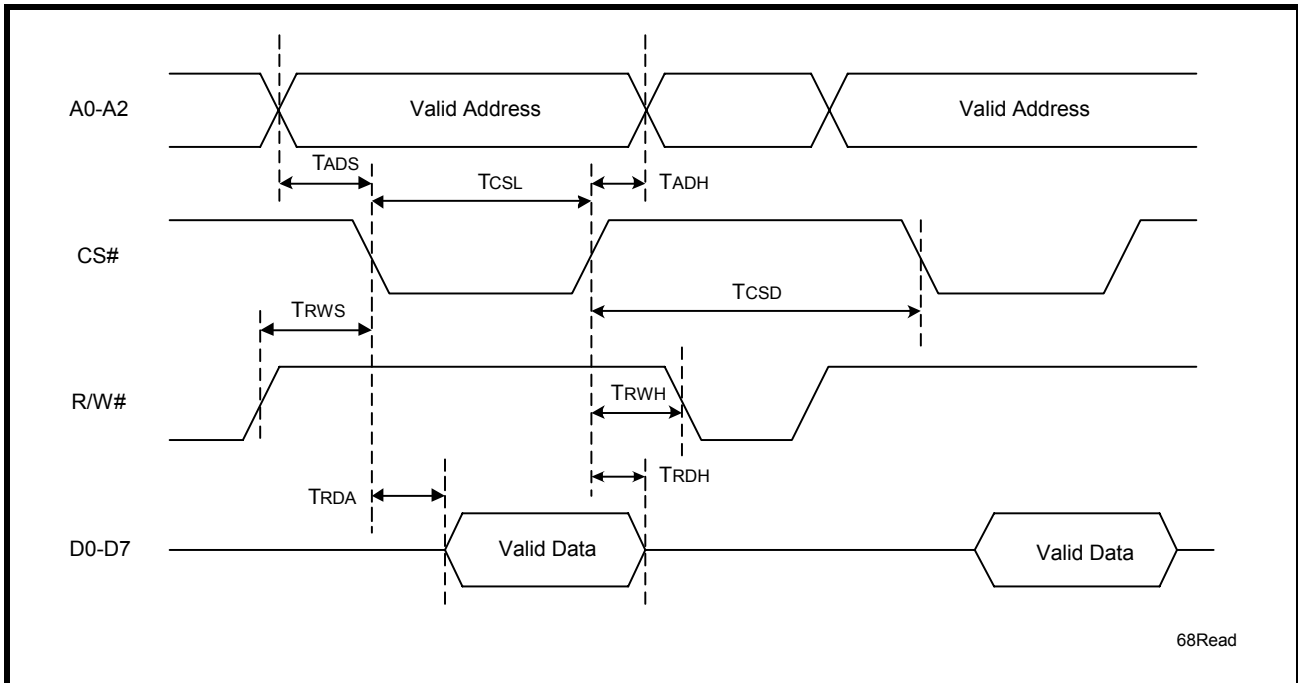 A0-A2
Valid Address
Valid Address
TADS
TCSL
TADH
CS#
TCSD
TRWS
R/W#
TRWH
TRDH
TRDA
D0-D7
Valid Data
Valid Data
68Read